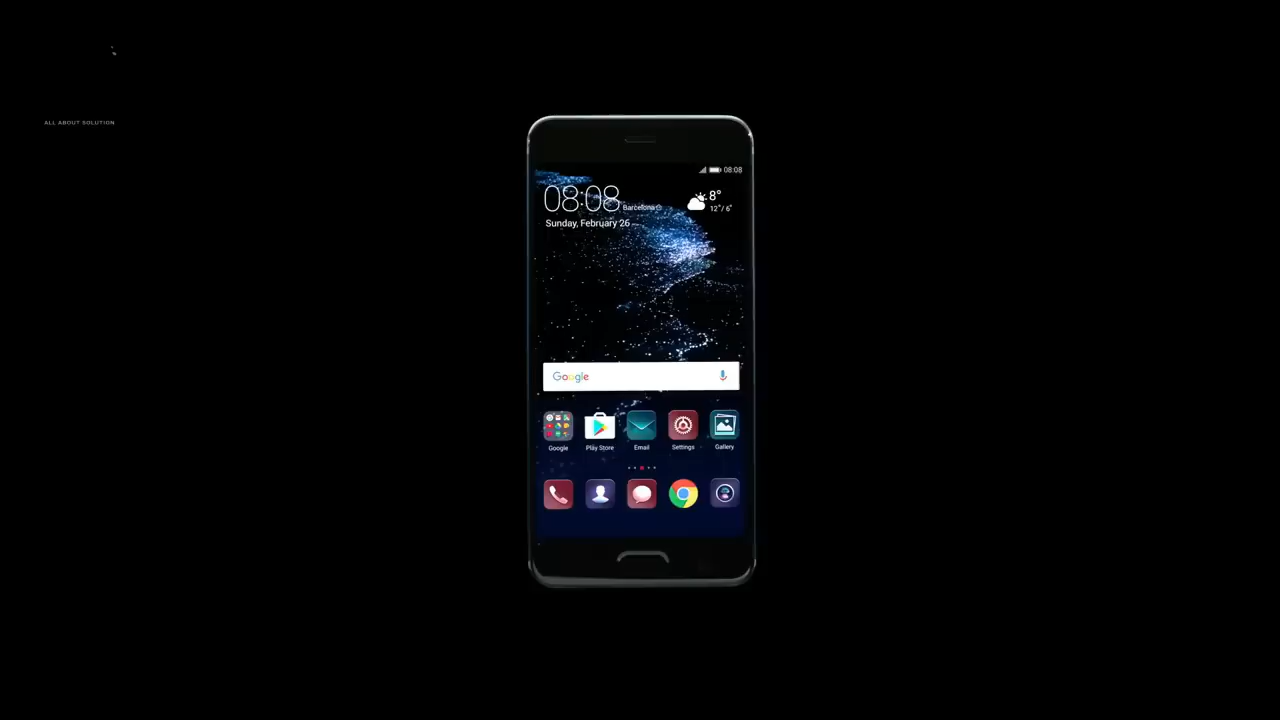 ALL ABOUT SOLUTION
08:08
08:08
Barcelona
8°
12°/ 6°
Sunday, February 26
Google
Google
Play Store
Email
Settings
Gallery